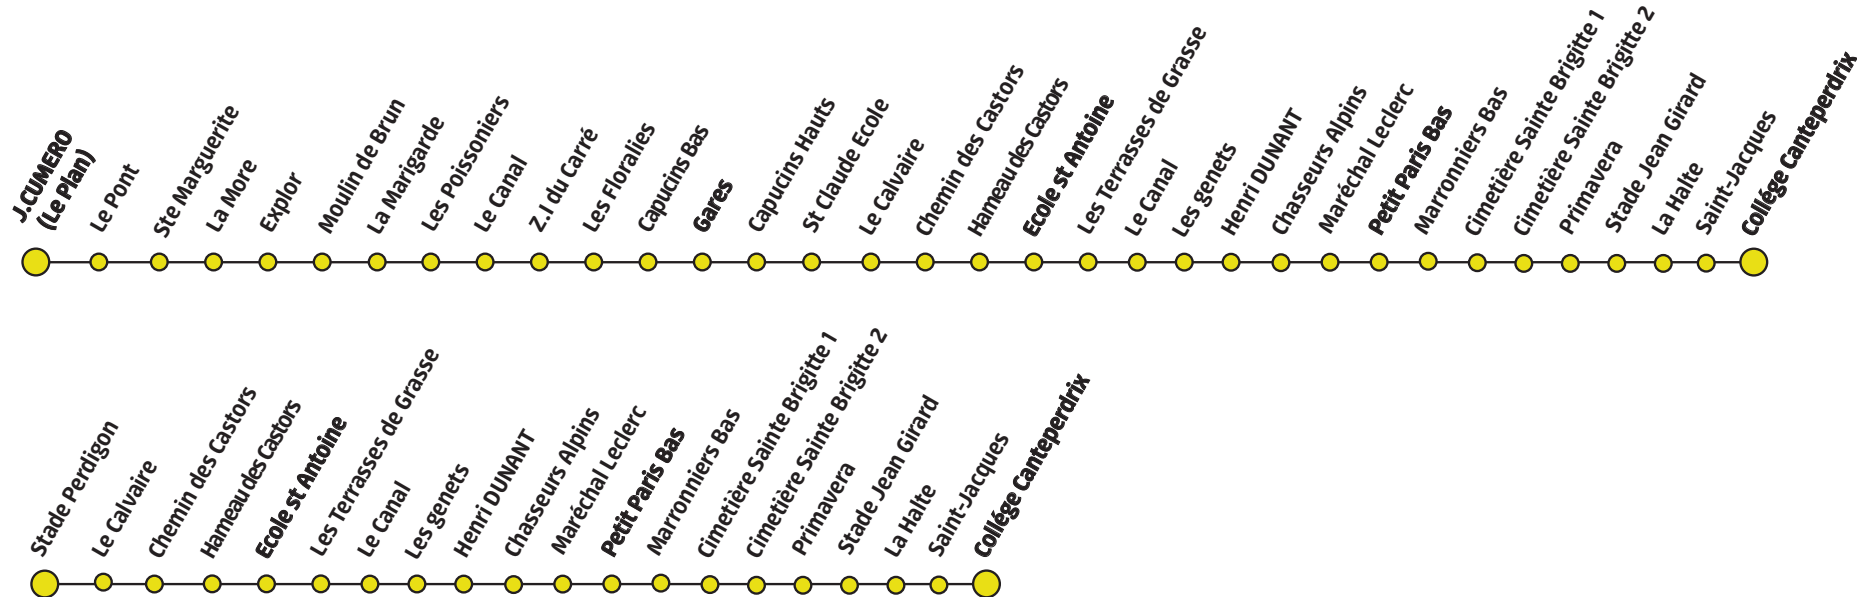 J.CUMERO
(Le Plan)
Le Pont
Ste Marguerite
La More
Explor
Moulin de Brun
La Marigarde
Les Poissoniers
Le Canal
Z.I du Carré
Les Floralies
Capucins Bas
Gares
Capucins Hauts
St Claude Ecole
Le Calvaire
Chemin des Castors
Hameau des Castors
Ecole st Antoine
Les Terrasses de Grasse
Le Canal
Les genets
Henri DUNANT
Chasseurs Alpins
Maréchal Leclerc
Petit Paris Bas
Marronniers Bas
Cimetière Sainte Brigitte 1
Cimetière Sainte Brigitte 2
Primavera
Stade Jean Girard
La Halte
Saint-Jacques
Collége Canteperdrix
Stade Perdigon
Le Calvaire
Chemin des Castors
Hameau des Castors
Ecole st Antoine
Les Terrasses de Grasse
Le Canal
Les genets
Henri DUNANT
Chasseurs Alpins
Maréchal Leclerc
Petit Paris Bas
Marronniers Bas
Cimetière Sainte Brigitte 1
Cimetière Sainte Brigitte 2
Primavera
Stade Jean Girard
La Halte
Saint-Jacques
Collége Canteperdrix